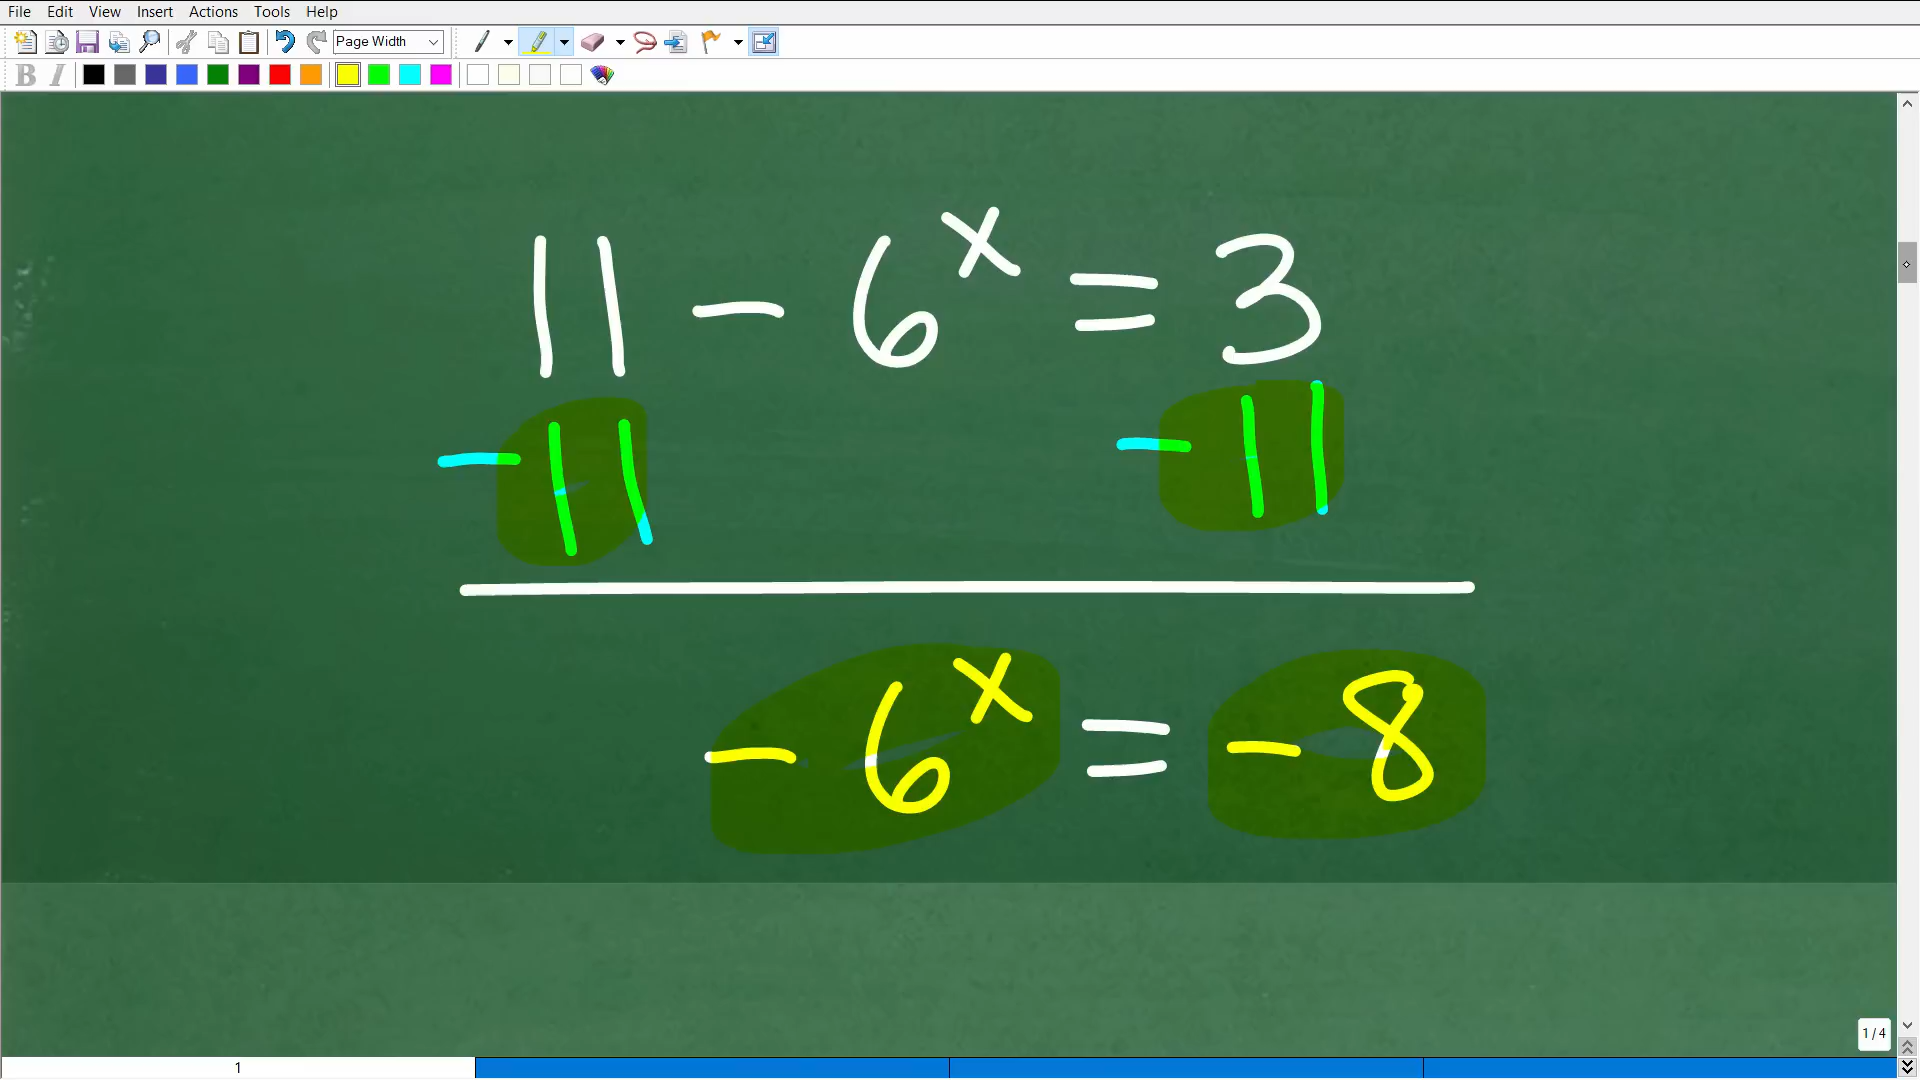 File Edit View Insert Actions Tools Help
Page Width
B I
11 - 6^x = 3
- 11 - 11
- 6^x = - 8
1 / 4
1